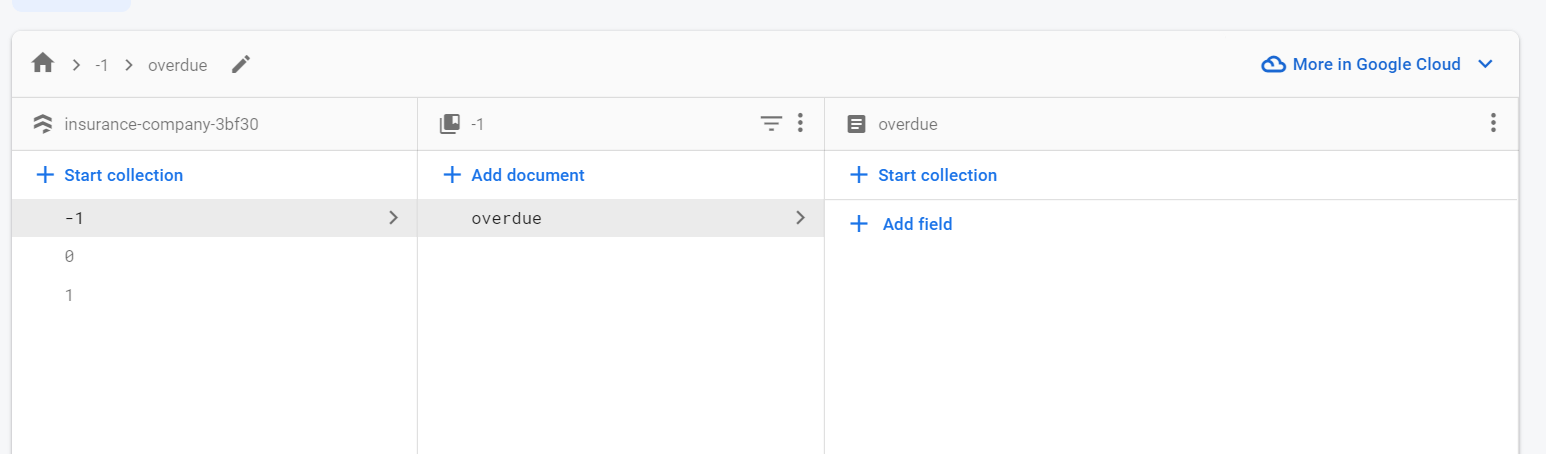 -1 overdue More in Google Cloud
insurance-company-3bf30 -1 overdue
Start collection Add document Start collection
-1 overdue
Add field
0
1